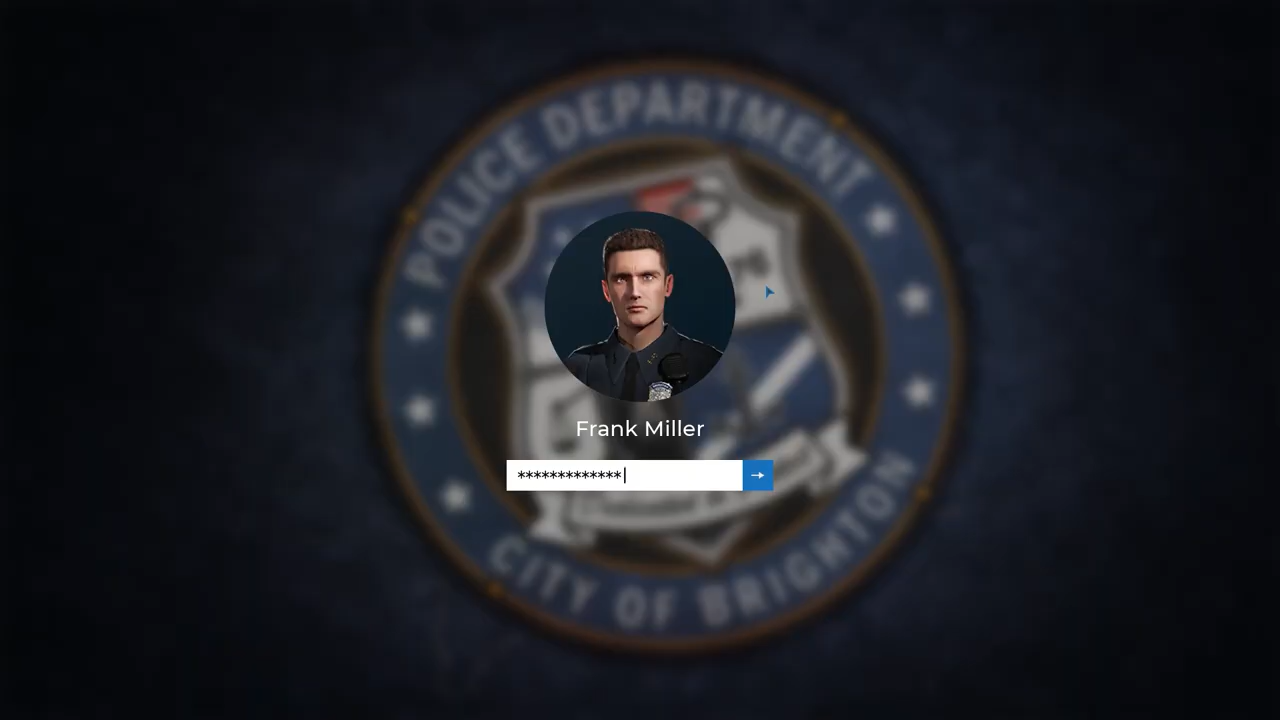 POLICE DEPARTMENT
Frank Miller
*************
CITY OF BRIGHTON